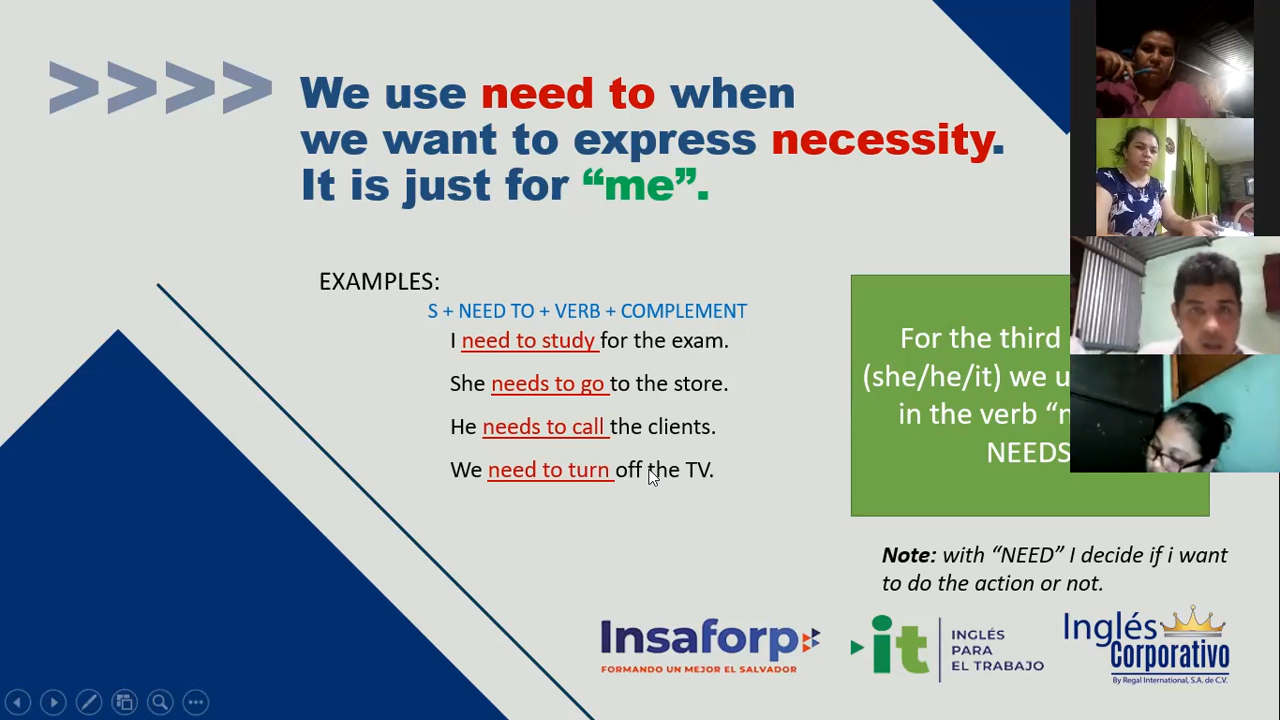 >>>>
We use need to when
we want to express necessity.
It is just for “me”.
EXAMPLES:
S + NEED TO + VERB + COMPLEMENT
I need to study for the exam.
She needs to go to the store.
He needs to call the clients.
We need to turn off the TV.
For the third
(she/he/it) we
in the verb
NEEDS
Note: with “NEED” I decide if i want
to do the action or not.
Insaforp
FORMANDO UN MEJOR EL SALVADOR
it
INGLÉS
PARA
EL TRABAJO
Inglés
Corporativo
By Regal International, S.A. de C.V.